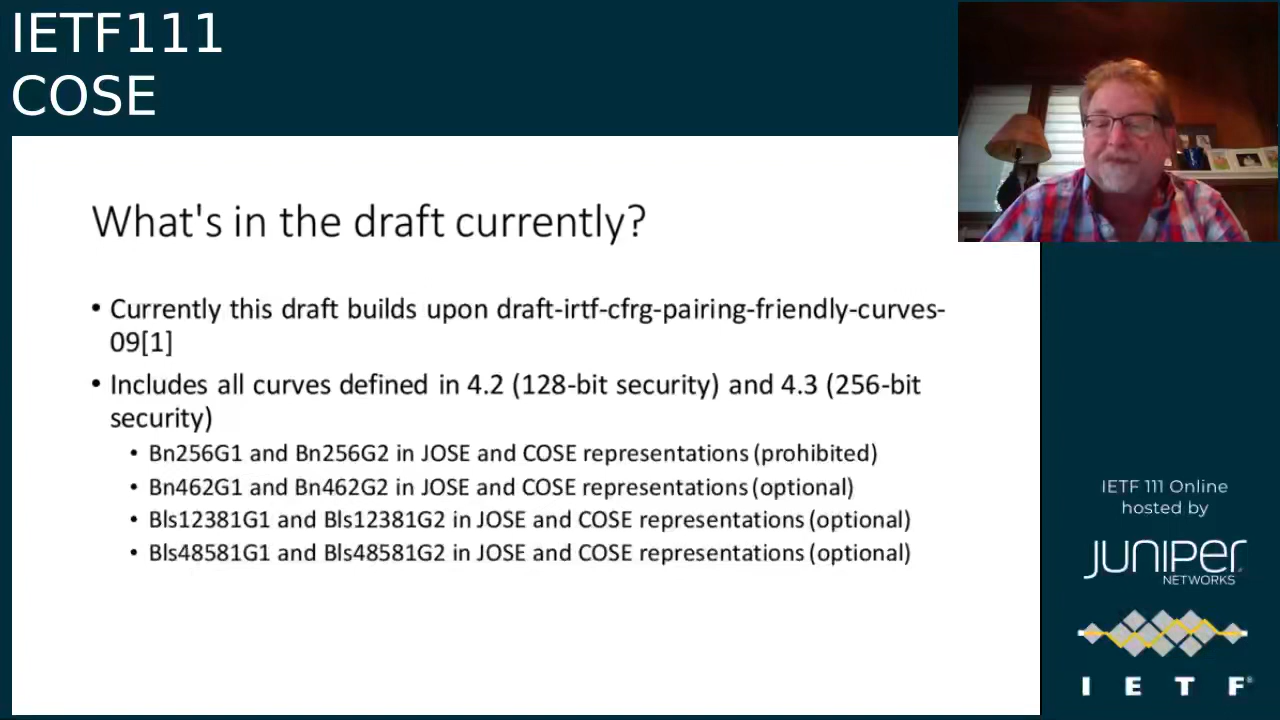 IETF111
COSE
What's in the draft currently?
• Currently this draft builds upon draft-irtf-cfrg-pairing-friendly-curves-
09[1]
• Includes all curves defined in 4.2 (128-bit security) and 4.3 (256-bit
security)
• Bn256G1 and Bn256G2 in JOSE and COSE representations (prohibited)
• Bn462G1 and Bn462G2 in JOSE and COSE representations (optional)
• Bls12381G1 and Bls12381G2 in JOSE and COSE representations (optional)
• Bls48581G1 and Bls48581G2 in JOSE and COSE representations (optional)
IETF 111 Online
hosted by
JUNIPER
NETWORKS
I E T F®